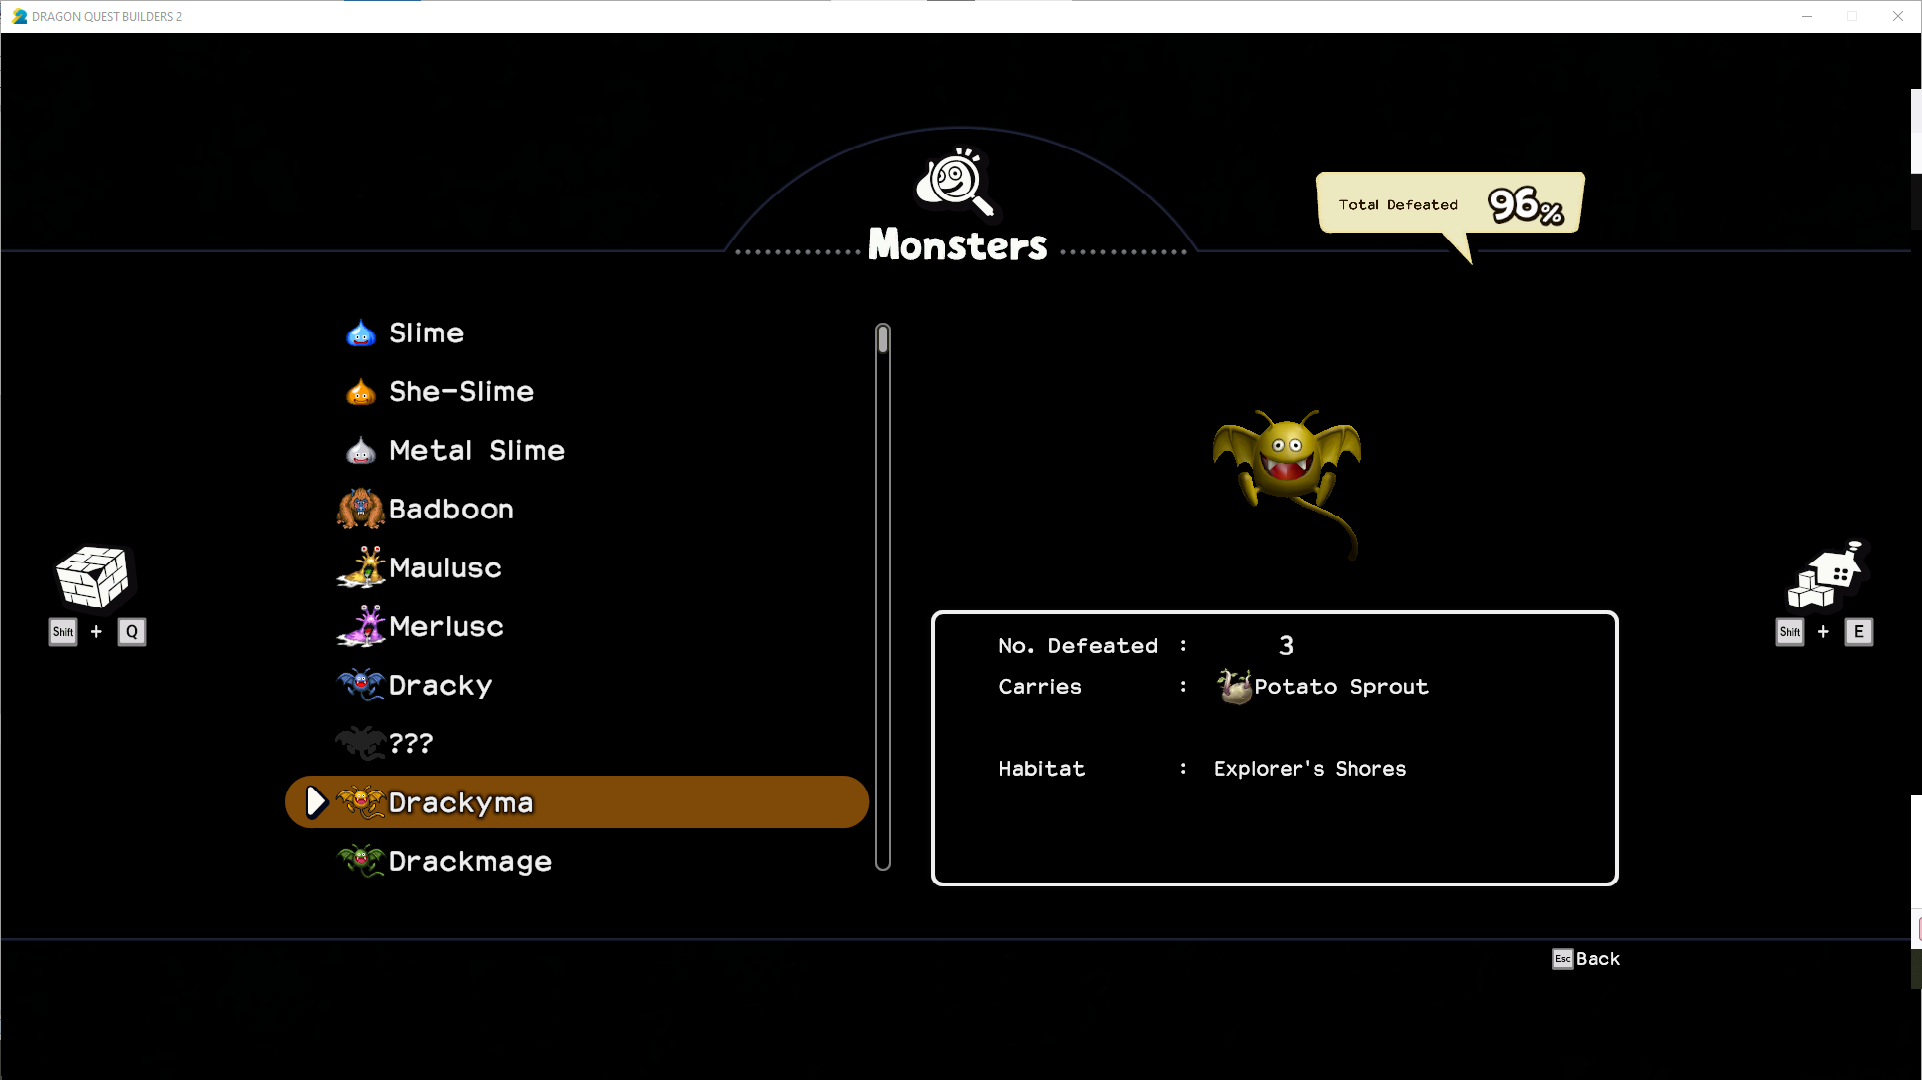 DRAGON QUEST BUILDERS 2
Total Defeated 96%
Monsters
Slime
She-Slime
Metal Slime
Badboon
Maulusc
Merlusc
Dracky
???
Drackyma
Drackmage
No. Defeated : 3
Carries : Potato Sprout
Habitat : Explorer's Shores
Shift + Q
Shift + E
Esc Back